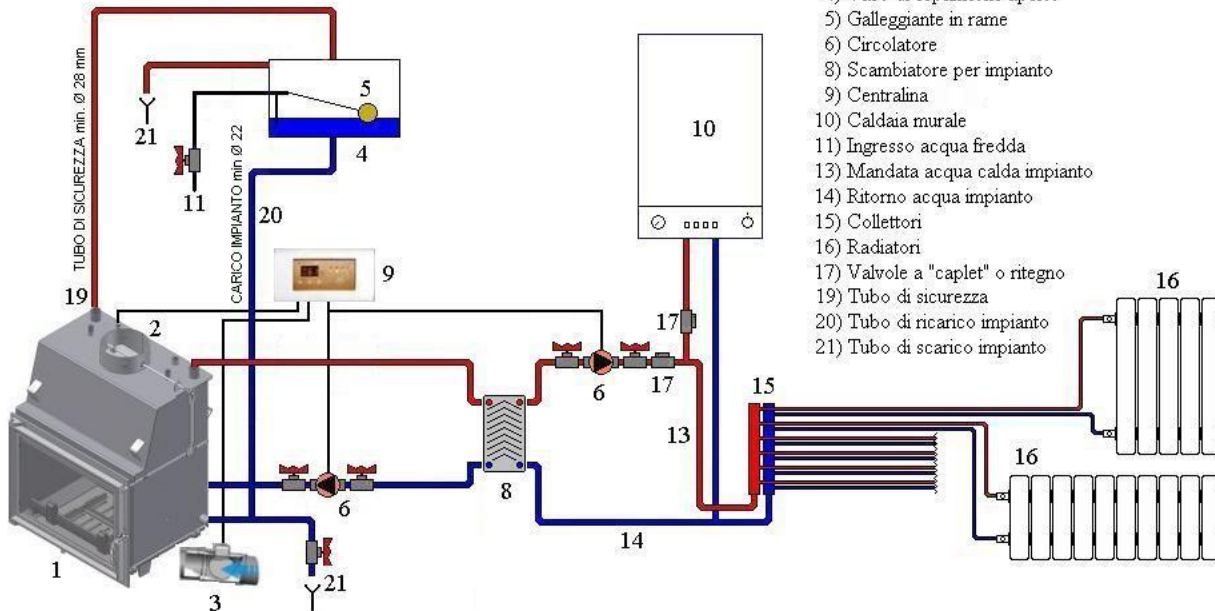 5) Galleggiante in rame
6) Circolatore
8) Scambiatore per impianto
9) Centralina
10) Caldaia murale
11) Ingresso acqua fredda
13) Mandata acqua calda impianto
14) Ritorno acqua impianto
15) Collettori
16) Radiatori
17) Valvole a "caplet" o ritegno
19) Tubo di sicurezza
20) Tubo di ricarico impianto
21) Tubo di scarico impianto
TUBO DI SICUREZZA min. Ø 28 mm
CARICO IMPIANTO min Ø 22
21
11
5
4
20
10
9
19
2
17
6
17
13
15
16
16
8
6
14
1
3
21